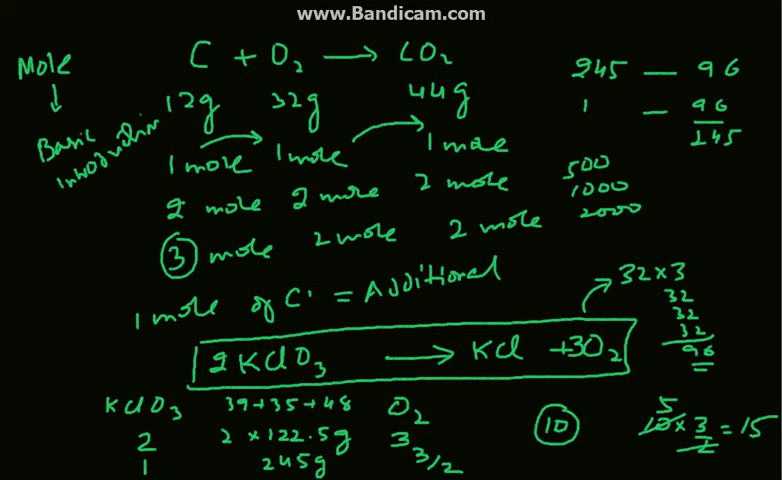 www.Bandicam.com
Mole
↓
Basic
introduction
C + O₂ → CO₂
12g 32g 44g
1 mole 1 mole 1 mole
2 mole 2 mole 2 mole
③ mole 2 mole 2 mole
1 mole of C' = Additional
245 — 96
1 — 96/245
500
1000
2000
2KClO₃ → KCl + 3O₂
→ 32×3
32
32
32
96
KClO₃ 39+35+48 O₂
2 2×122.5g 3
1 245g 3/2
⑩
5
10 × 3/2 = 15